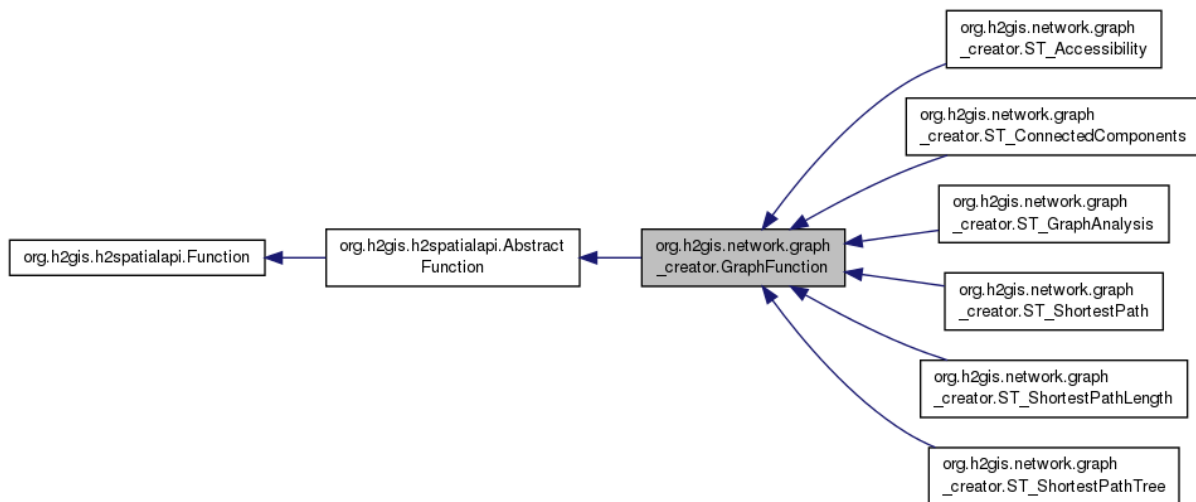 org.h2gis.h2spatialapi.Function
org.h2gis.h2spatialapi.Abstract
Function
org.h2gis.network.graph
_creator.GraphFunction
org.h2gis.network.graph
_creator.ST_Accessibility
org.h2gis.network.graph
_creator.ST_ConnectedComponents
org.h2gis.network.graph
_creator.ST_GraphAnalysis
org.h2gis.network.graph
_creator.ST_ShortestPath
org.h2gis.network.graph
_creator.ST_ShortestPathLength
org.h2gis.network.graph
_creator.ST_ShortestPathTree